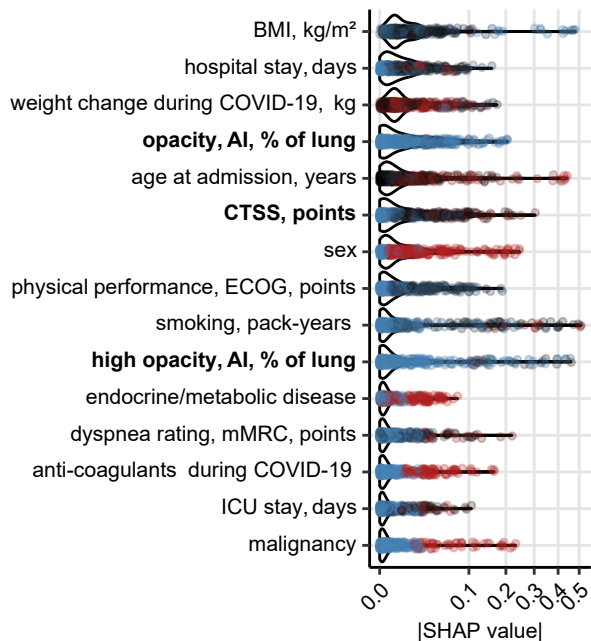 BMI, kg/m²
hospital stay, days
weight change during COVID-19, kg
opacity, AI, % of lung
age at admission, years
CTSS, points
sex
physical performance, ECOG, points
smoking, pack-years
high opacity, AI, % of lung
endocrine/metabolic disease
dyspnea rating, mMRC, points
anti-coagulants during COVID-19
ICU stay, days
malignancy
0.0 0.1 0.2 0.3 0.4 0.5
|SHAP value|